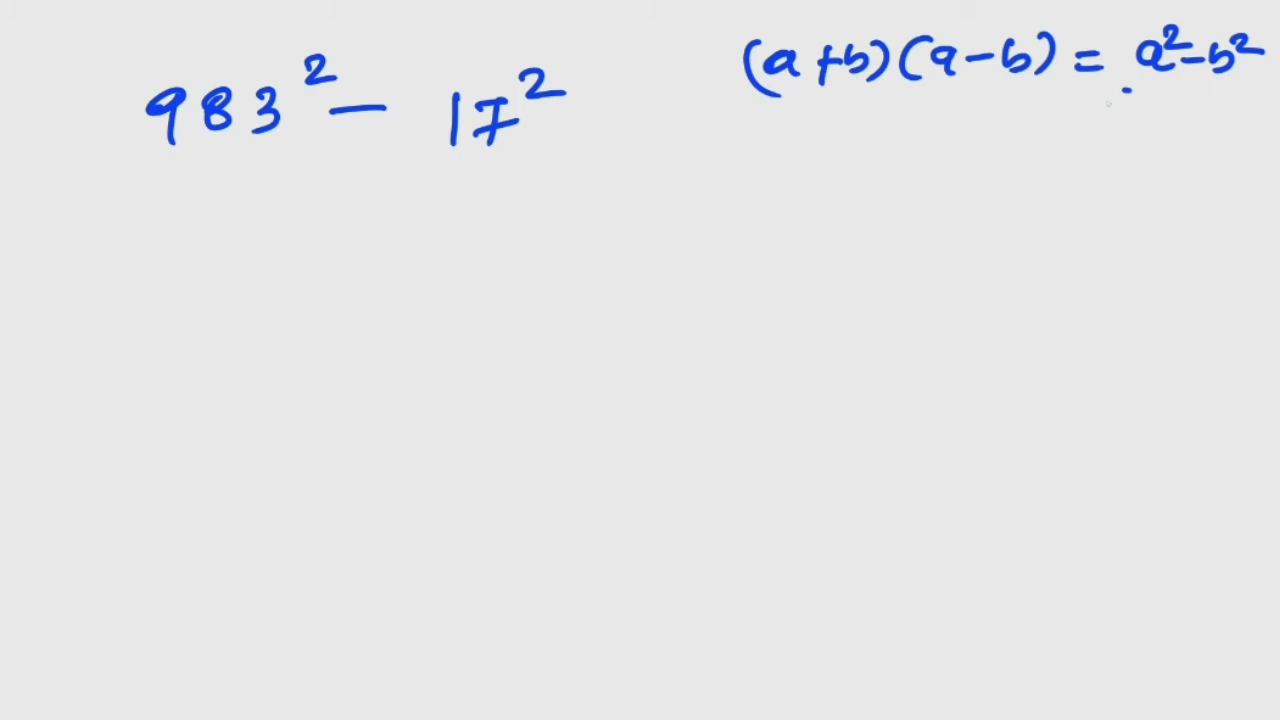 (a+b)(a-b) = a²-b²
983² - 17²